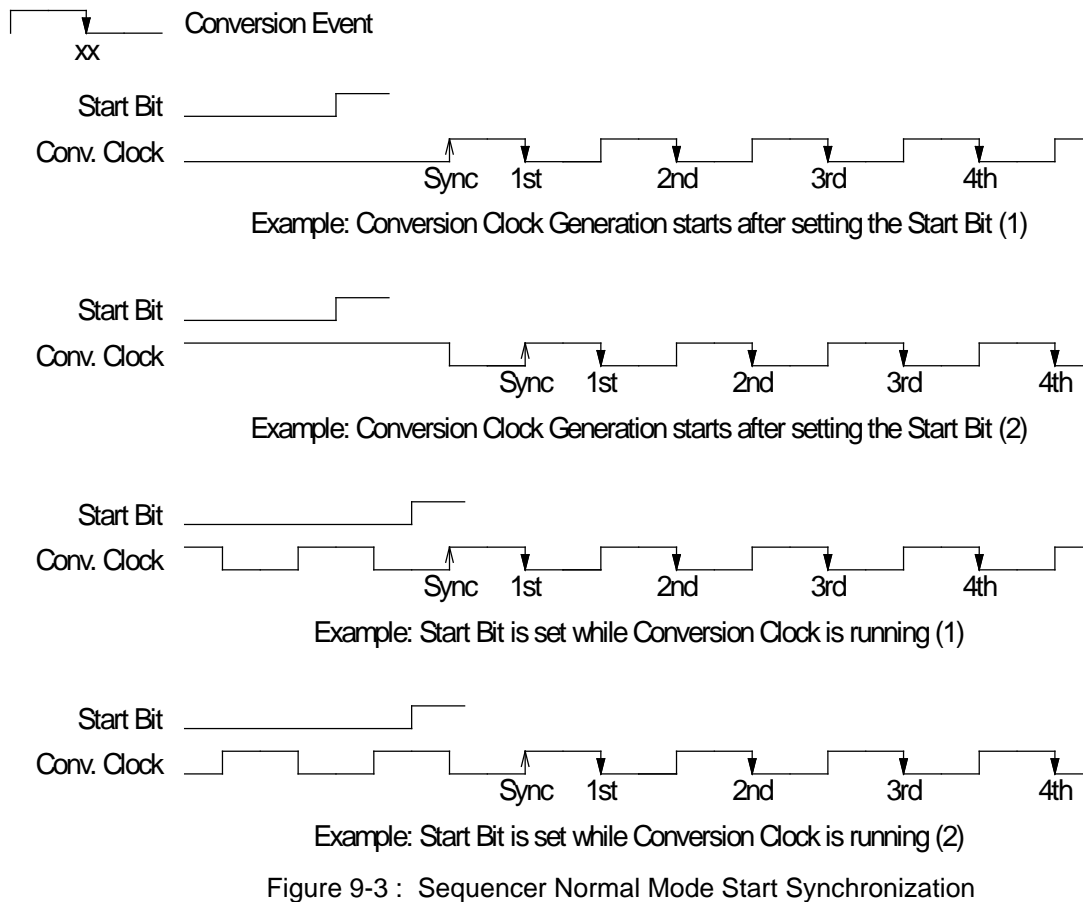 Conversion Event
xx
Start Bit
Conv. Clock
Sync 1st 2nd 3rd 4th
Example: Conversion Clock Generation starts after setting the Start Bit (1)
Start Bit
Conv. Clock
Sync 1st 2nd 3rd 4th
Example: Conversion Clock Generation starts after setting the Start Bit (2)
Start Bit
Conv. Clock
Sync 1st 2nd 3rd 4th
Example: Start Bit is set while Conversion Clock is running (1)
Start Bit
Conv. Clock
Sync 1st 2nd 3rd 4th
Example: Start Bit is set while Conversion Clock is running (2)
Figure 9-3 : Sequencer Normal Mode Start Synchronization